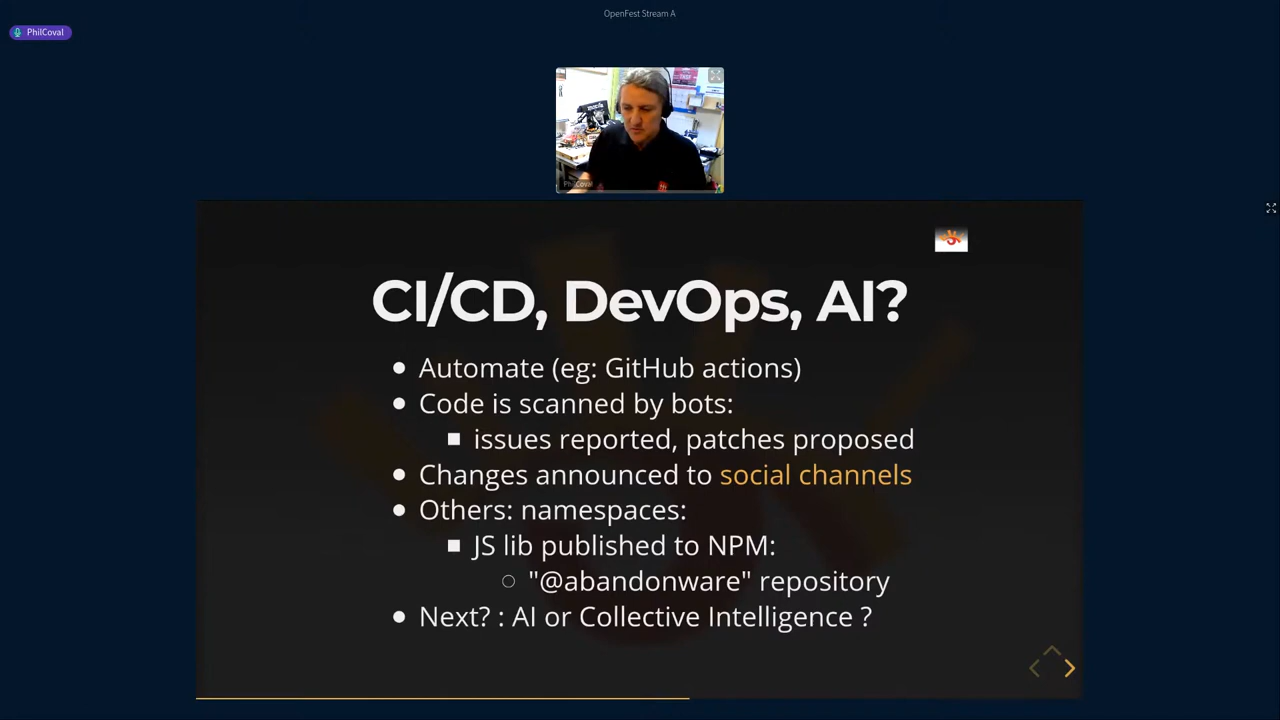 OpenFest Stream A
PhilCoval
PhilCoval
CI/CD, DevOps, AI?
Automate (eg: GitHub actions)
Code is scanned by bots:
issues reported, patches proposed
Changes announced to social channels
Others: namespaces:
JS lib published to NPM:
"@abandonware" repository
Next? : AI or Collective Intelligence ?